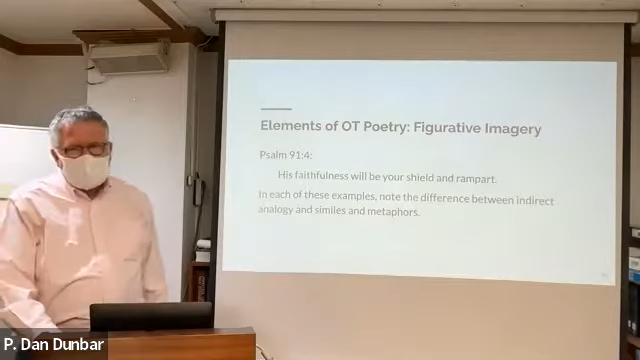 Elements of OT Poetry: Figurative Imagery
Psalm 91:4:
His faithfulness will be your shield and rampart.
In each of these examples, note the difference between indirect
analogy and similes and metaphors.
P. Dan Dunbar